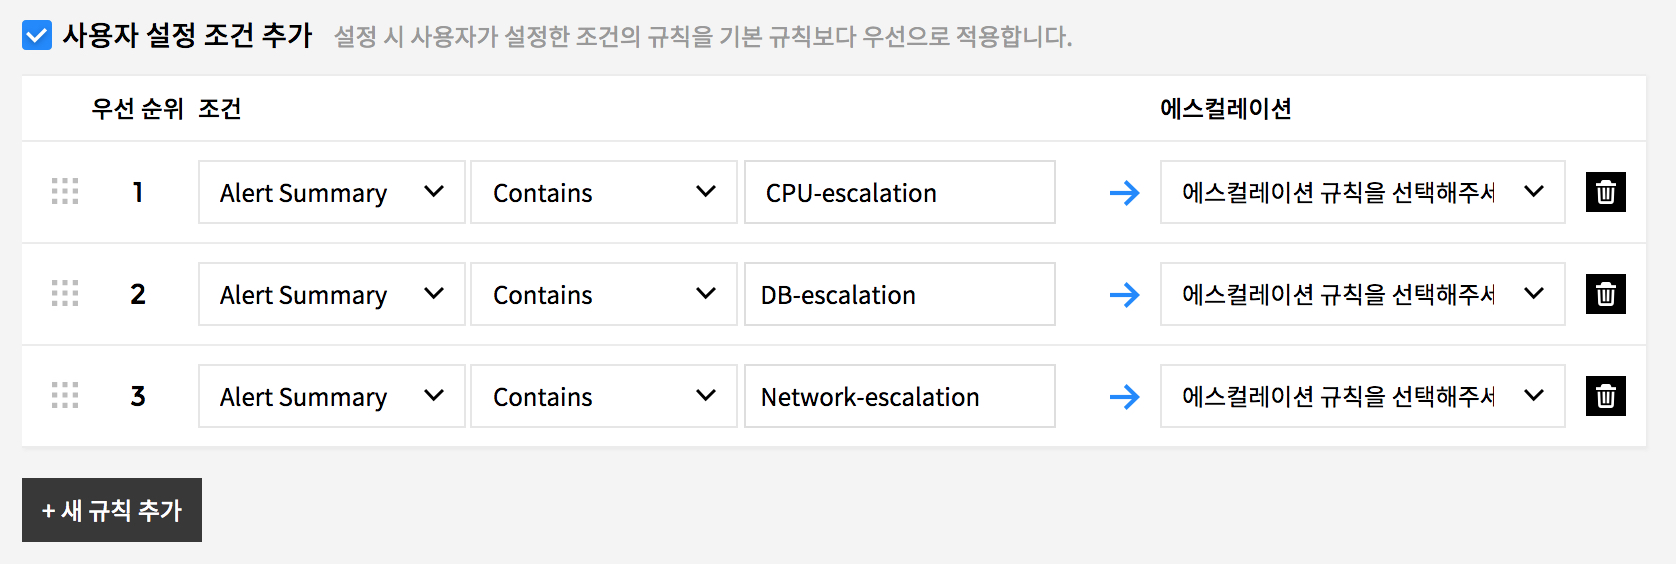 사용자 설정 조건 추가 설정 시 사용자가 설정한 조건의 규칙을 기본 규칙보다 우선으로 적용합니다.
우선 순위 조건 에스컬레이션
1 Alert Summary Contains CPU-escalation → 에스컬레이션 규칙을 선택해주세
2 Alert Summary Contains DB-escalation → 에스컬레이션 규칙을 선택해주세
3 Alert Summary Contains Network-escalation → 에스컬레이션 규칙을 선택해주세
+ 새 규칙 추가